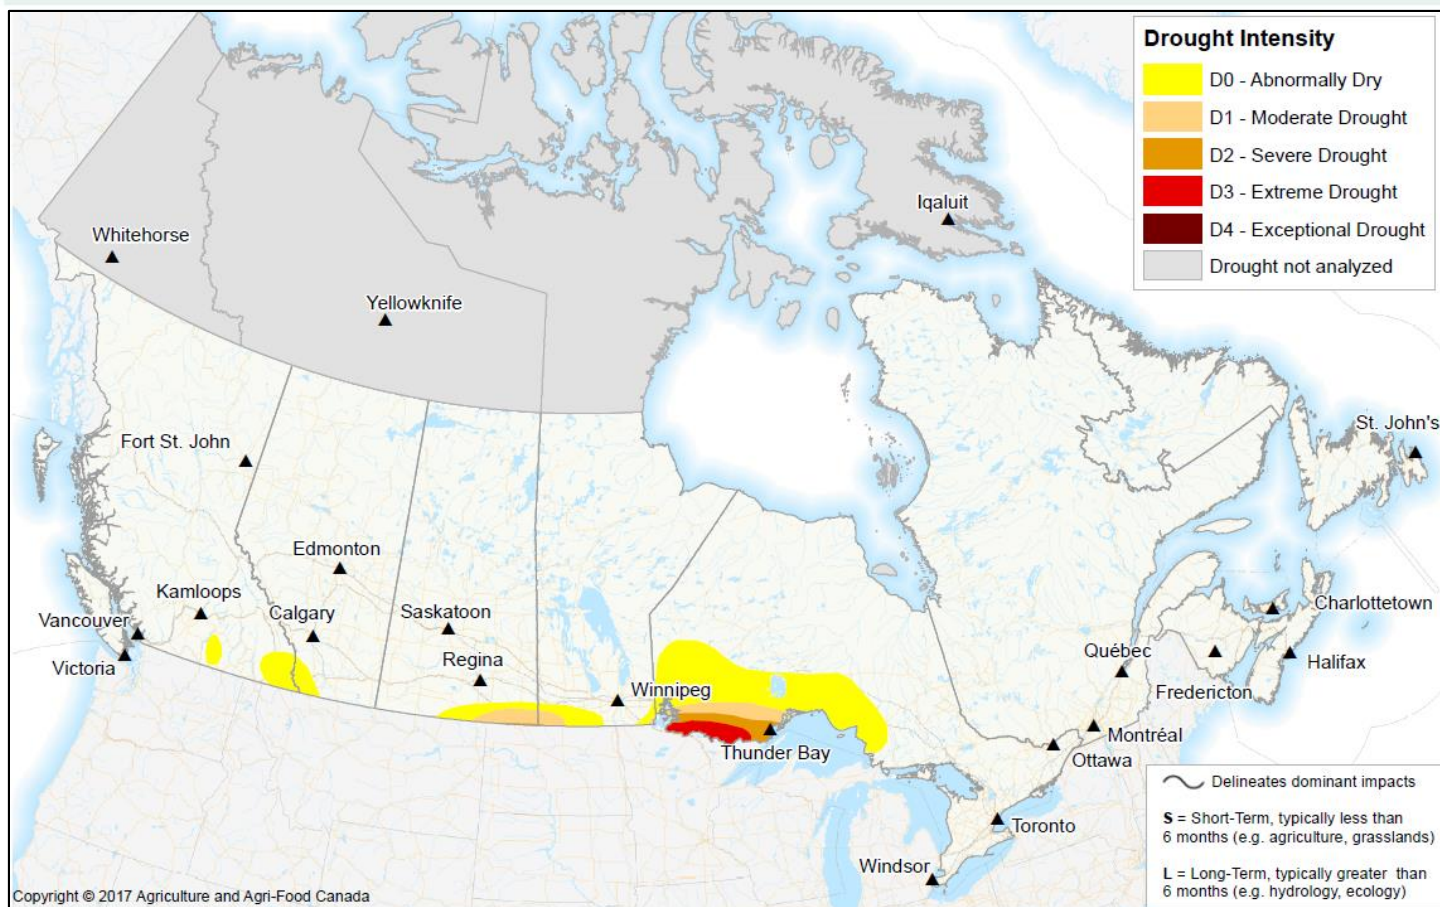 Drought Intensity
D0 - Abnormally Dry
D1 - Moderate Drought
D2 - Severe Drought
D3 - Extreme Drought
D4 - Exceptional Drought
Drought not analyzed
Iqaluit
Whitehorse
Yellowknife
Fort St. John
St. John's
Edmonton
Kamloops
Calgary
Saskatoon
Vancouver
Charlottetown
Victoria
Regina
Québec
Halifax
Winnipeg
Fredericton
Thunder Bay
Montréal
Ottawa
Toronto
Windsor
Delineates dominant impacts
S = Short-Term, typically less than
6 months (e.g. agriculture, grasslands)
L = Long-Term, typically greater than
6 months (e.g. hydrology, ecology)
Copyright © 2017 Agriculture and Agri-Food Canada